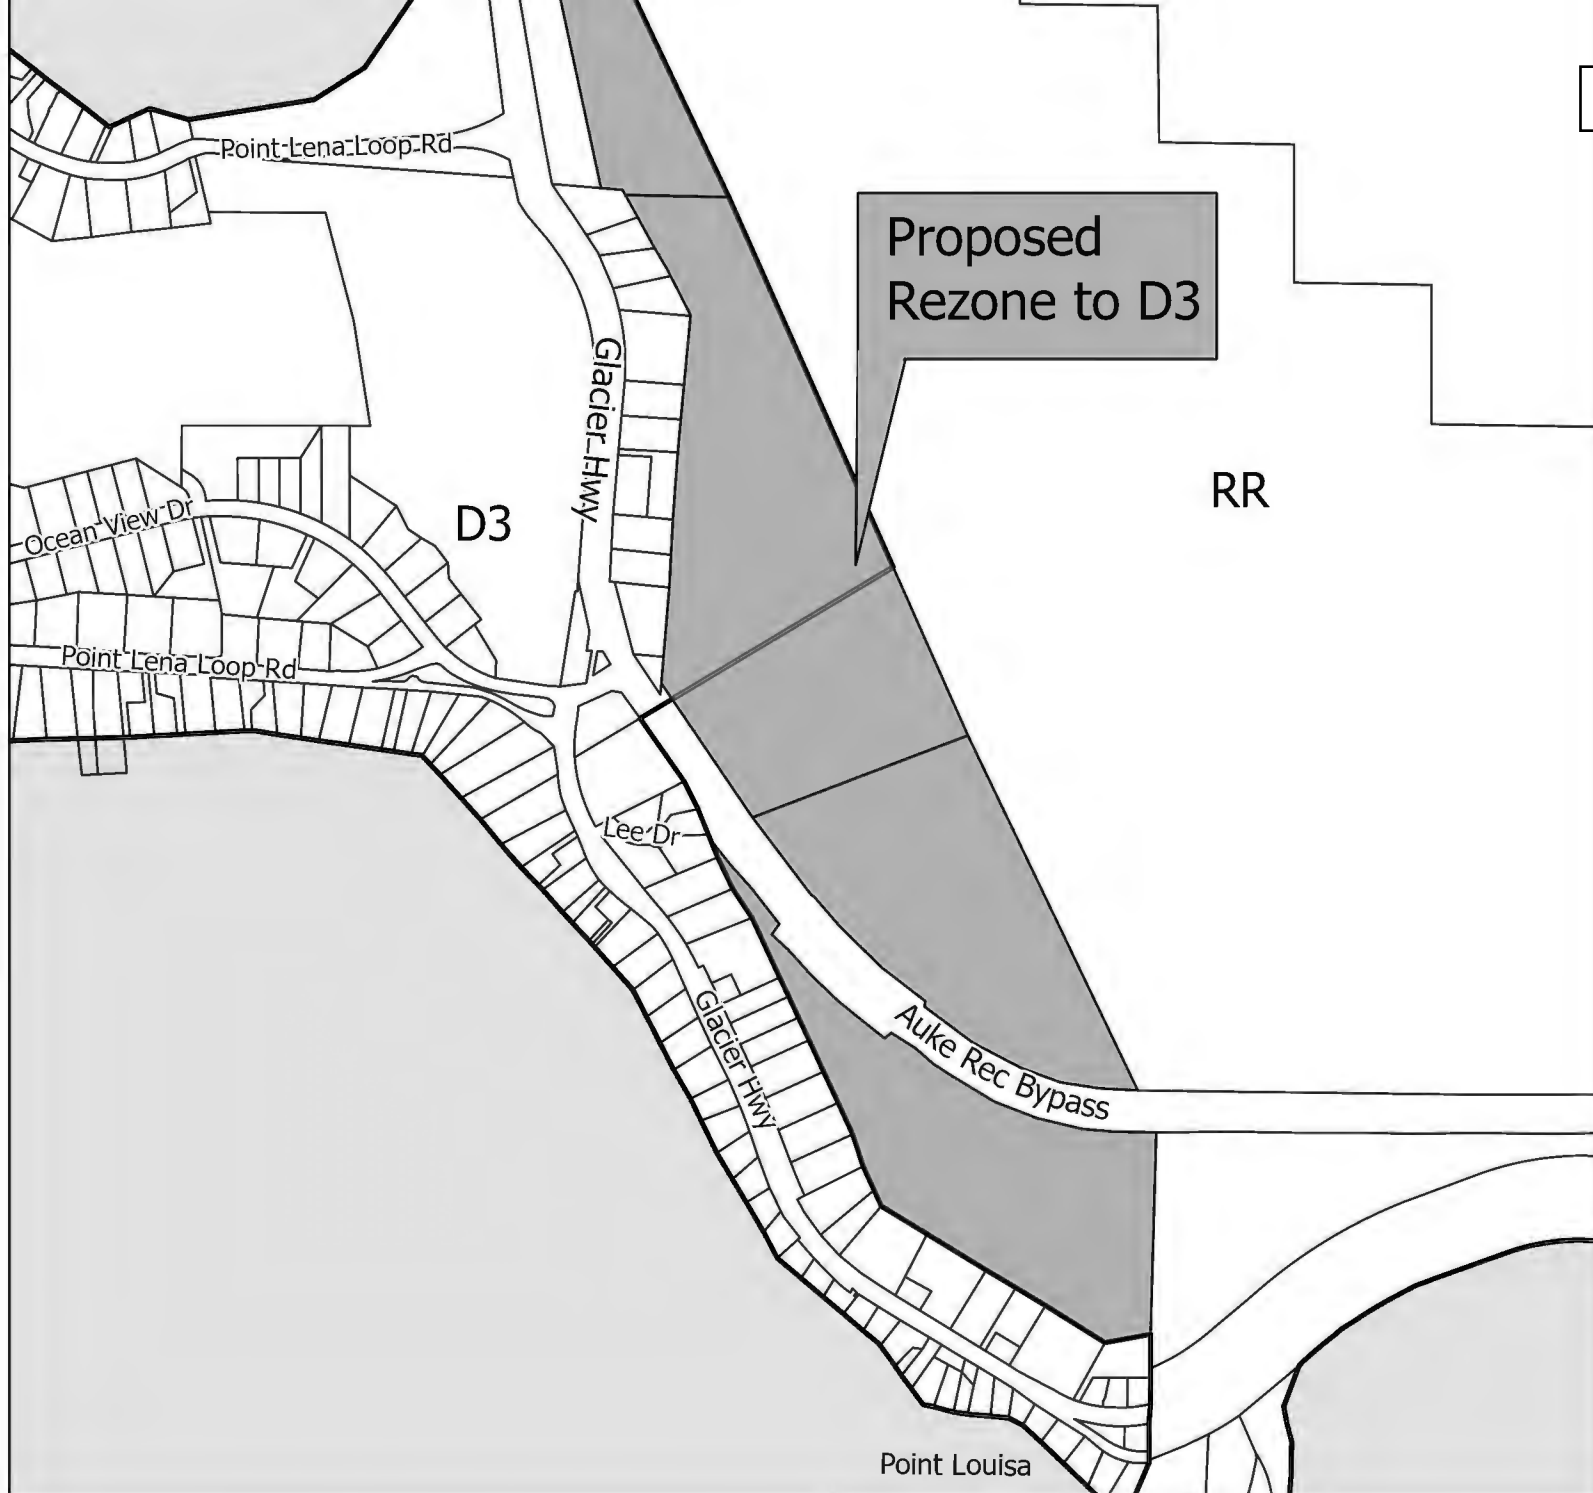 Point Lena Loop Rd
Proposed
Rezone to D3
Glacier Hwy
RR
D3
Ocean View Dr
Point Lena Loop Rd
Lee Dr
Glacier Hwy
Auke Rec Bypass
Point Louisa